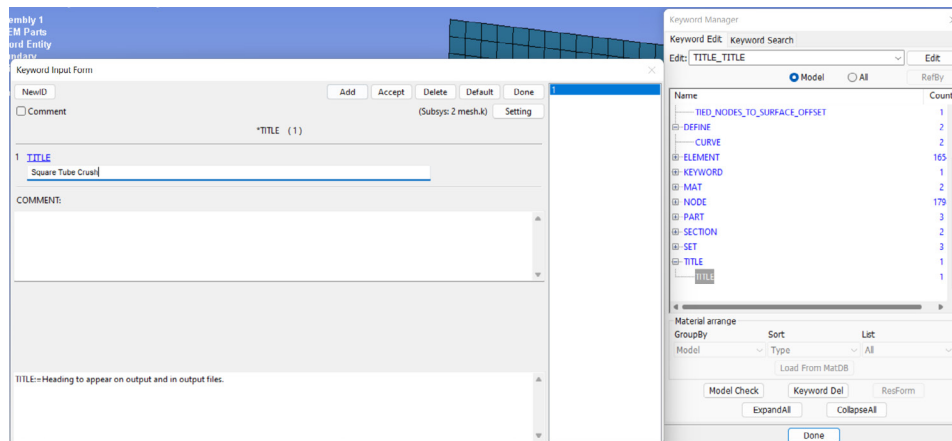 embly 1
EM Parts
ord Entity
undary
Keyword Input Form
NewID
Add
Accept
Delete
Default
Done
Comment
(Subsys: 2 mesh.k)
Setting
*TITLE (1)
1 TITLE
Square Tube Crush
COMMENT:
TITLE:=Heading to appear on output and in output files.
1
Keyword Manager
Keyword Edit Keyword Search
Edit: TITLE_TITLE
Edit
Model
All
RefBy
Name Count
TIED_NODES_TO_SURFACE_OFFSET 1
DEFINE 2
CURVE 2
ELEMENT 165
KEYWORD 1
MAT 2
NODE 179
PART 3
SECTION 2
SET 3
TITLE 1
TITLE 1
Material arrange
GroupBy Sort List
Model Type All
Load From MatDB
Model Check Keyword Del ResForm
ExpandAll CollapseAll
Done